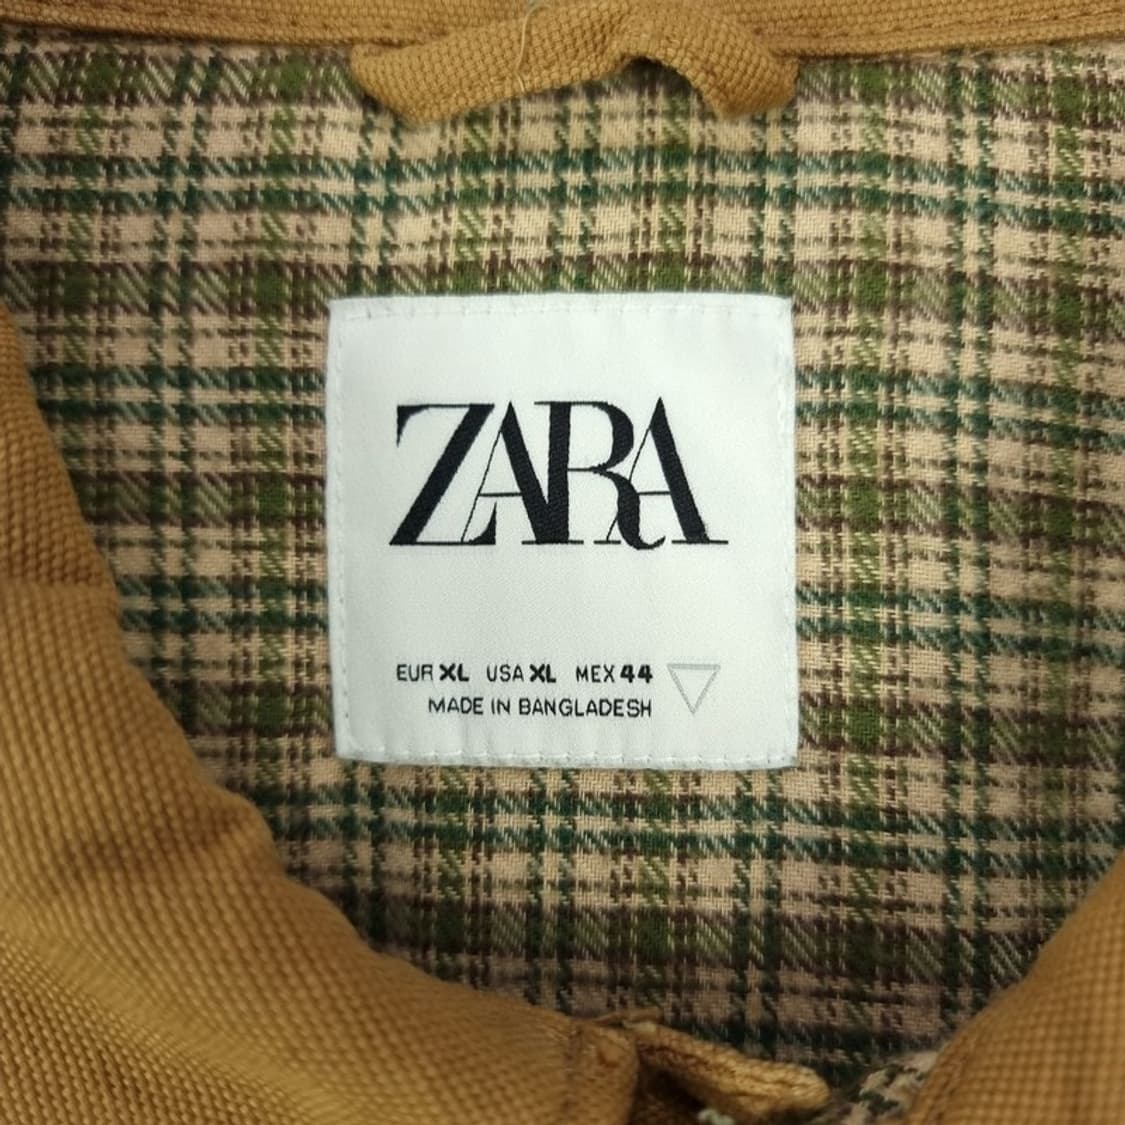 ZARA
EUR XL USA XL MEX 44
MADE IN BANGLADESH